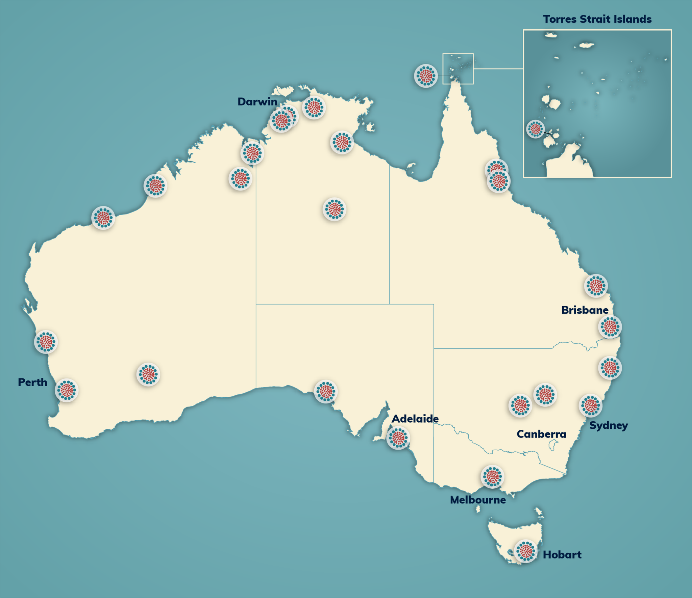 Torres Strait Islands
Darwin
Brisbane
Perth
Adelaide
Sydney
Canberra
Melbourne
Hobart